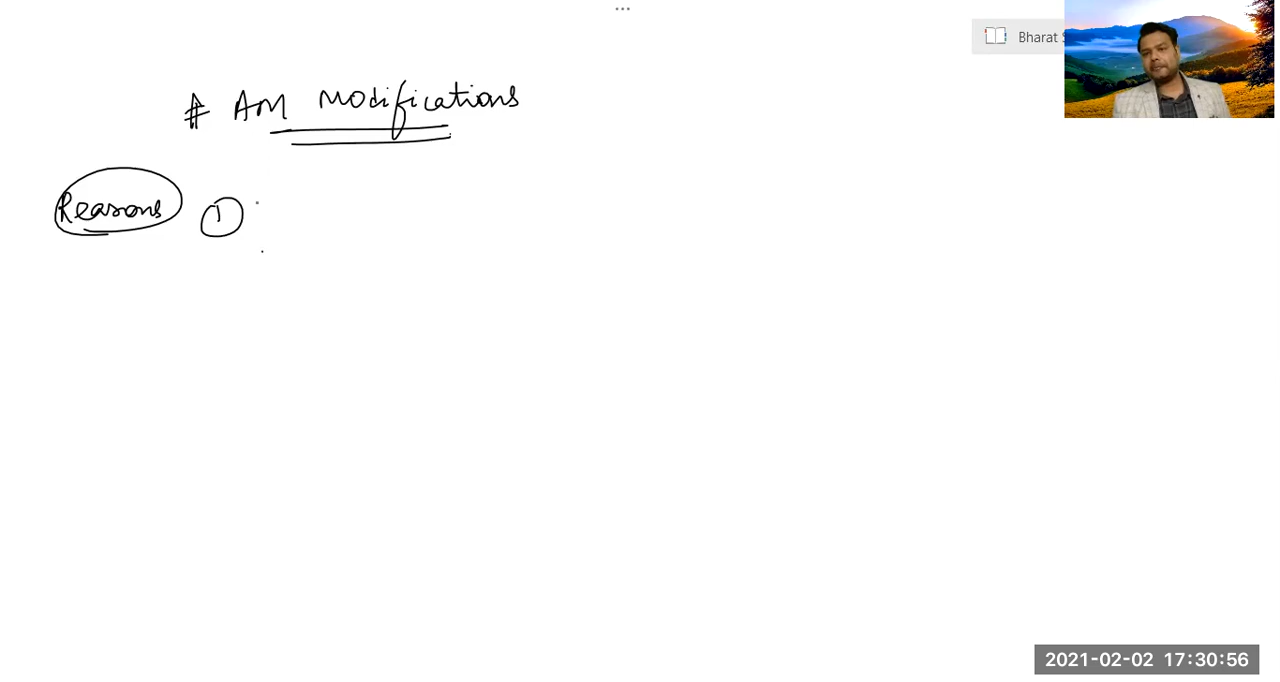 ...
Bharat S
# AM Modifications
Reasons ①
2021-02-02 17:30:56